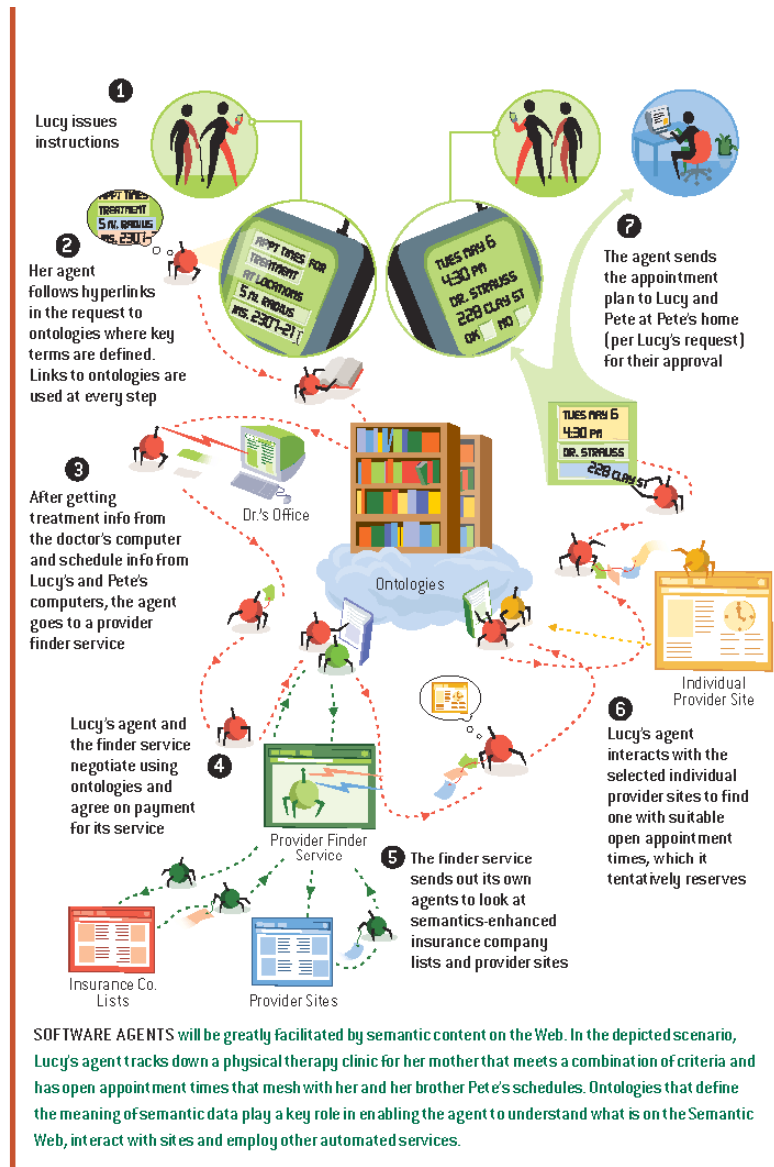 1
Lucy issues
instructions
APPT TIMES
TREATMENT
5 MI. RADIUS
INS. 2307-
APPT TIMES FOR
TREATMENT
AT LOCATIONS
5 MI. RADIUS
INS. 2307-21
TUES MAY 6
4:30 PM
DR. STRAUSS
228 CLAY ST
OK NO
2
Her agent
follows hyperlinks
in the request to
ontologies where key
terms are defined.
Links to ontologies are
used at every step
7
The agent sends
the appointment
plan to Lucy and
Pete at Pete's home
(per Lucy's request)
for their approval
TUES MAY 6
4:30 PM
DR. STRAUSS
228 CLAY ST
3
After getting
treatment info from
the doctor's computer
and schedule info from
Lucy's and Pete's
computers, the agent
goes to a provider
finder service
Dr.'s Office
Ontologies
Individual
Provider Site
Lucy's agent and
the finder service
negotiate using
ontologies and
agree on payment
for its service
4
Provider Finder
Service
5
The finder service
sends out its own
agents to look at
semantics-enhanced
insurance company
lists and provider sites
6
Lucy's agent
interacts with the
selected individual
provider sites to find
one with suitable
open appointment
times, which it
tentatively reserves
Insurance Co.
Lists
Provider Sites
SOFTWARE AGENTS will be greatly facilitated by semantic content on the Web. In the depicted scenario,
Lucy's agent tracks down a physical therapy clinic for her mother that meets a combination of criteria and
has open appointment times that mesh with her and her brother Pete's schedules. Ontologies that define
the meaning of semantic data play a key role in enabling the agent to understand what is on the Semantic
Web, interact with sites and employ other automated services.